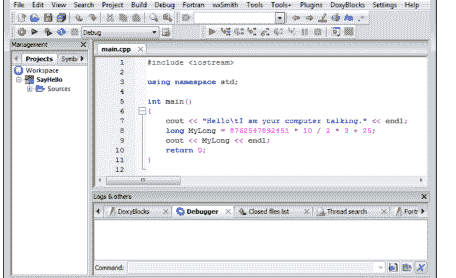 File Edit View Search Project Build Debug Fortran wxSmith Tools Tools+ Plugins DoxyBlocks Settings Help
Debug
Management
main.cpp
Projects Symb
Workspace
SayHello
Sources
1 #include <iostream>
2
3 using namespace std;
4
5 int main()
6 {
7 cout << "Hello\tI am your computer talking." << endl;
8 long MyLong = * 10 / 2 * 3 + 25;
9 cout << MyLong << endl;
10 return 0;
11 }
12
Logs & others
DoxyBlocks Debugger Closed files list Thread search Fortr
Command: